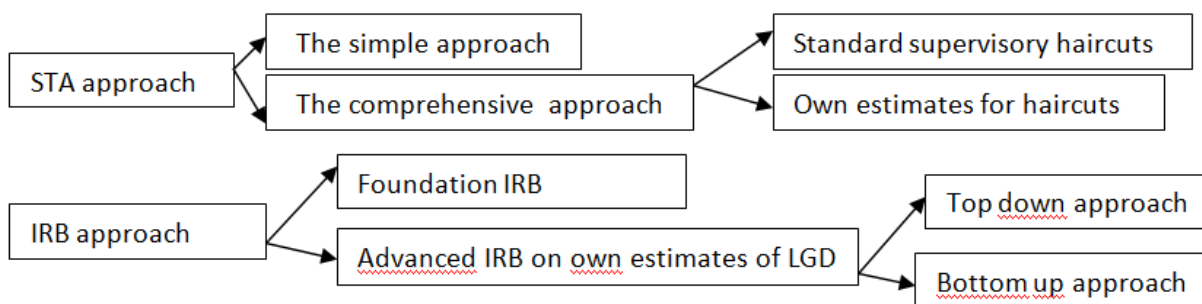 The simple approach
Standard supervisory haircuts
STA approach
The comprehensive approach
Own estimates for haircuts
Foundation IRB
Top down approach
IRB approach
Advanced IRB on own estimates of LGD
Bottom up approach